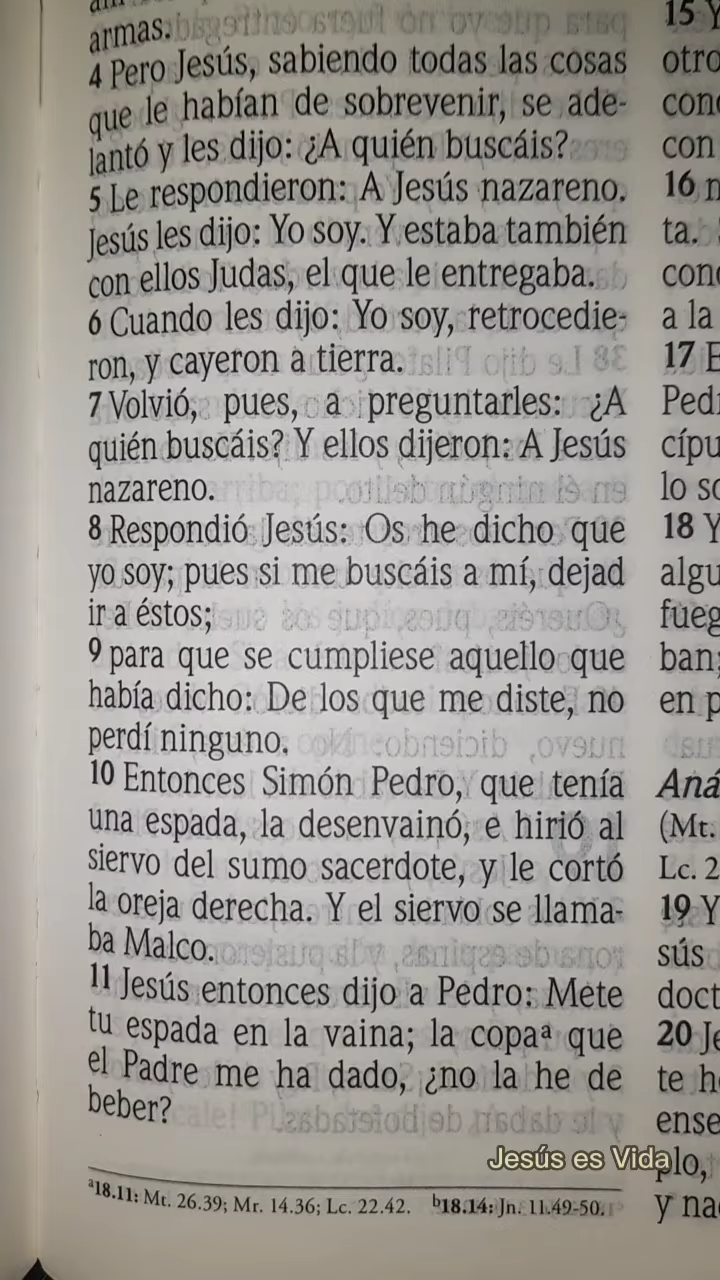 armas.
4 Pero Jesús, sabiendo todas las cosas
que le habían de sobrevenir, se ade-
lantó y les dijo: ¿A quién buscáis?
5 Le respondieron: A Jesús nazareno.
Jesús les dijo: Yo soy. Y estaba también
con ellos Judas, el que le entregaba.
6 Cuando les dijo: Yo soy, retrocedie-
ron, y cayeron a tierra.
7 Volvió, pues, a preguntarles: ¿A
quién buscáis? Y ellos dijeron: A Jesús
nazareno.
8 Respondió Jesús: Os he dicho que
yo soy; pues si me buscáis a mí, dejad
ir a éstos;
9 para que se cumpliese aquello que
había dicho: De los que me diste, no
perdí ninguno.
10 Entonces Simón Pedro, que tenía
una espada, la desenvainó, e hirió al
siervo del sumo sacerdote, y le cortó
la oreja derecha. Y el siervo se llama-
ba Malco.
11 Jesús entonces dijo a Pedro: Mete
tu espada en la vaina; la copaª que
el Padre me ha dado, ¿no la he de
beber?
ª18.11: Mt. 26.39; Mr. 14.36; Lc. 22.42. ᵇ18.14: Jn. 11.49-50.
15 Y
otro
con
16
ta.
a la
17
18 Y
ban;
en
(Mt.
Lc. 2
19 Y
sús
20
te
plo,
y
Jesús es Vida